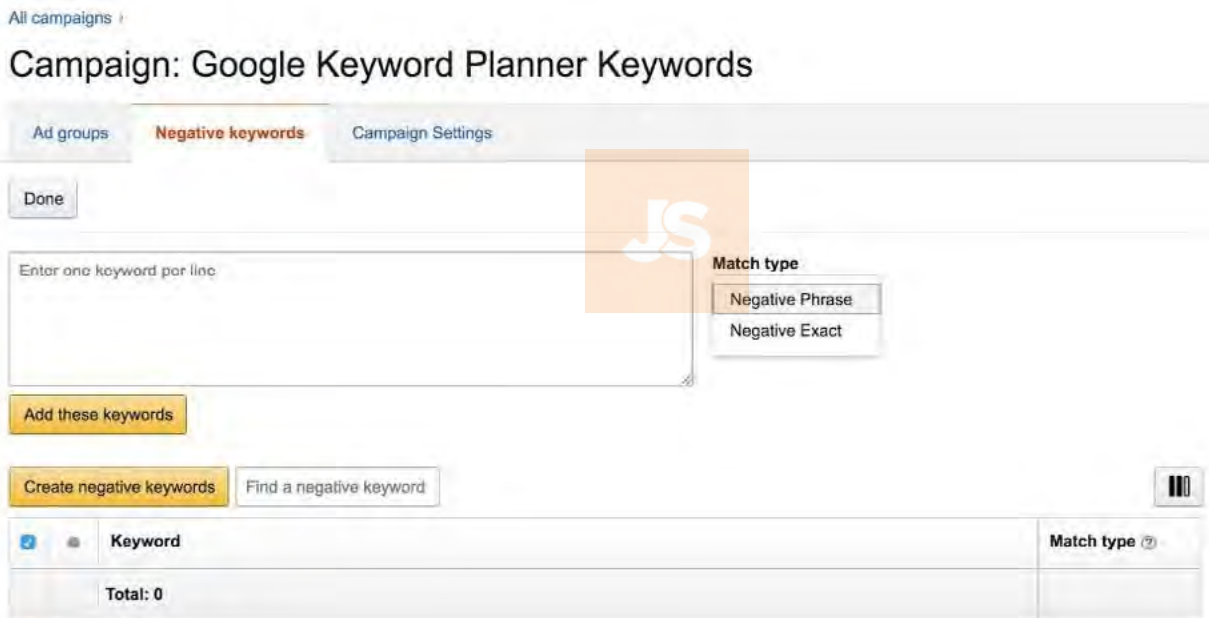 All campaigns ›
Campaign: Google Keyword Planner Keywords
Ad groups Negative keywords Campaign Settings
Done
JS
Enter one keyword per line
Match type
Negative Phrase
Negative Exact
Add these keywords
Create negative keywords Find a negative keyword
Keyword Match type ?
Total: 0